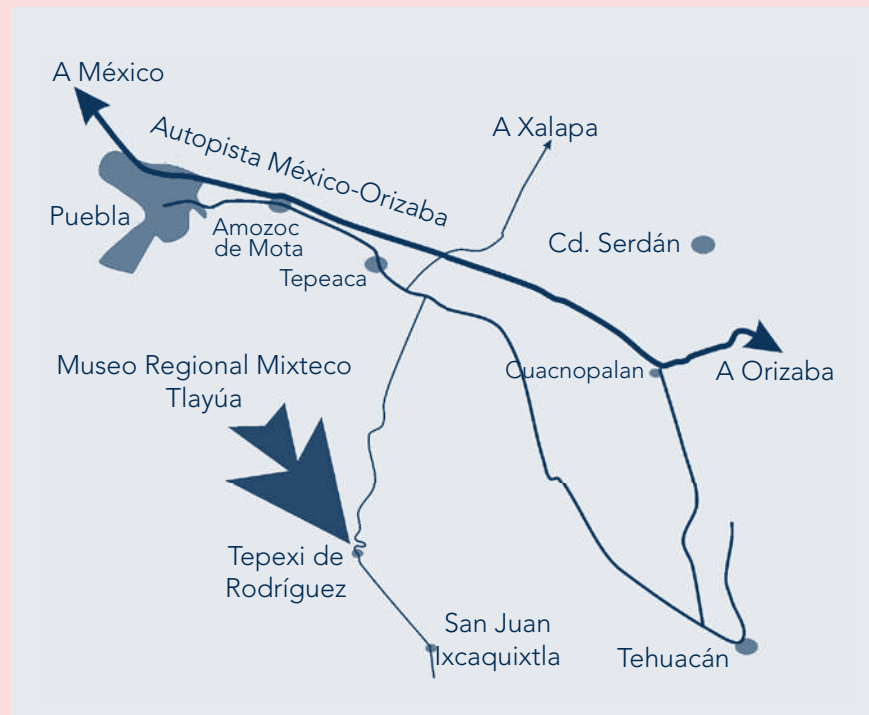 A México
Autopista México-Orizaba
A Xalapa
Puebla
Amozoc
de Mota
Cd. Serdán
Tepeaca
Museo Regional Mixteco
Tlayúa
Cuacnopalan
A Orizaba
Tepexi de
Rodríguez
San Juan
Ixcaquixtla
Tehuacán